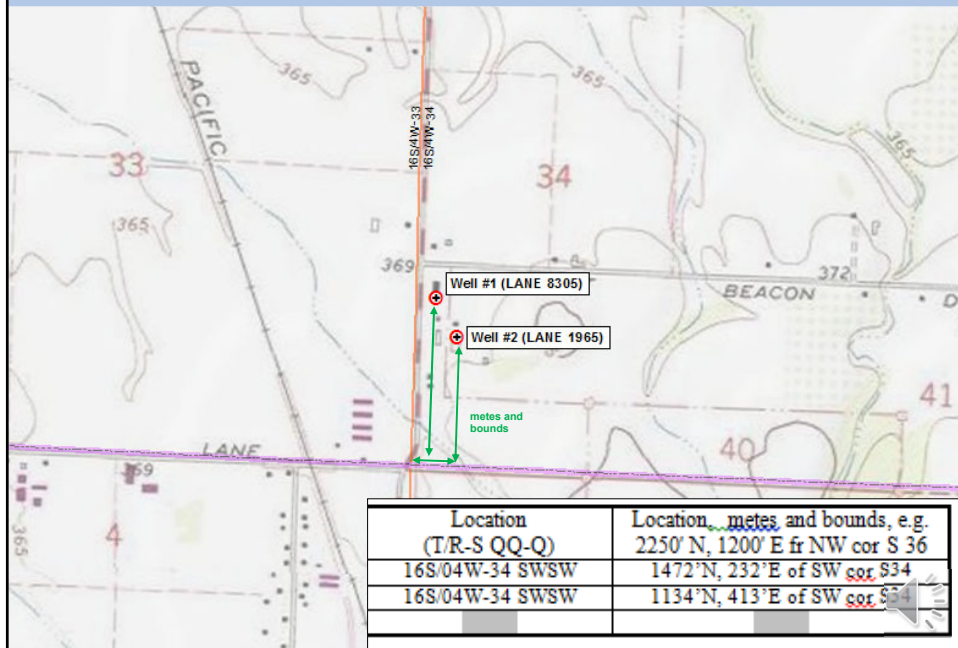 PACIFIC
365
365
365
16S/4W-33
16S/4W-34
33
34
365
369
Well #1 (LANE 8305)
372
BEACON
D
Well #2 (LANE 1965)
metes and
bounds
41
40
LANE
369
4
365
Location
(T/R-S QQ-Q)
Location, metes and bounds, e.g.
2250' N, 1200' E fr NW cor S 36
16S/04W-34 SWSW
1472'N, 232'E of SW cor S34
16S/04W-34 SWSW
1134'N, 413'E of SW cor S34